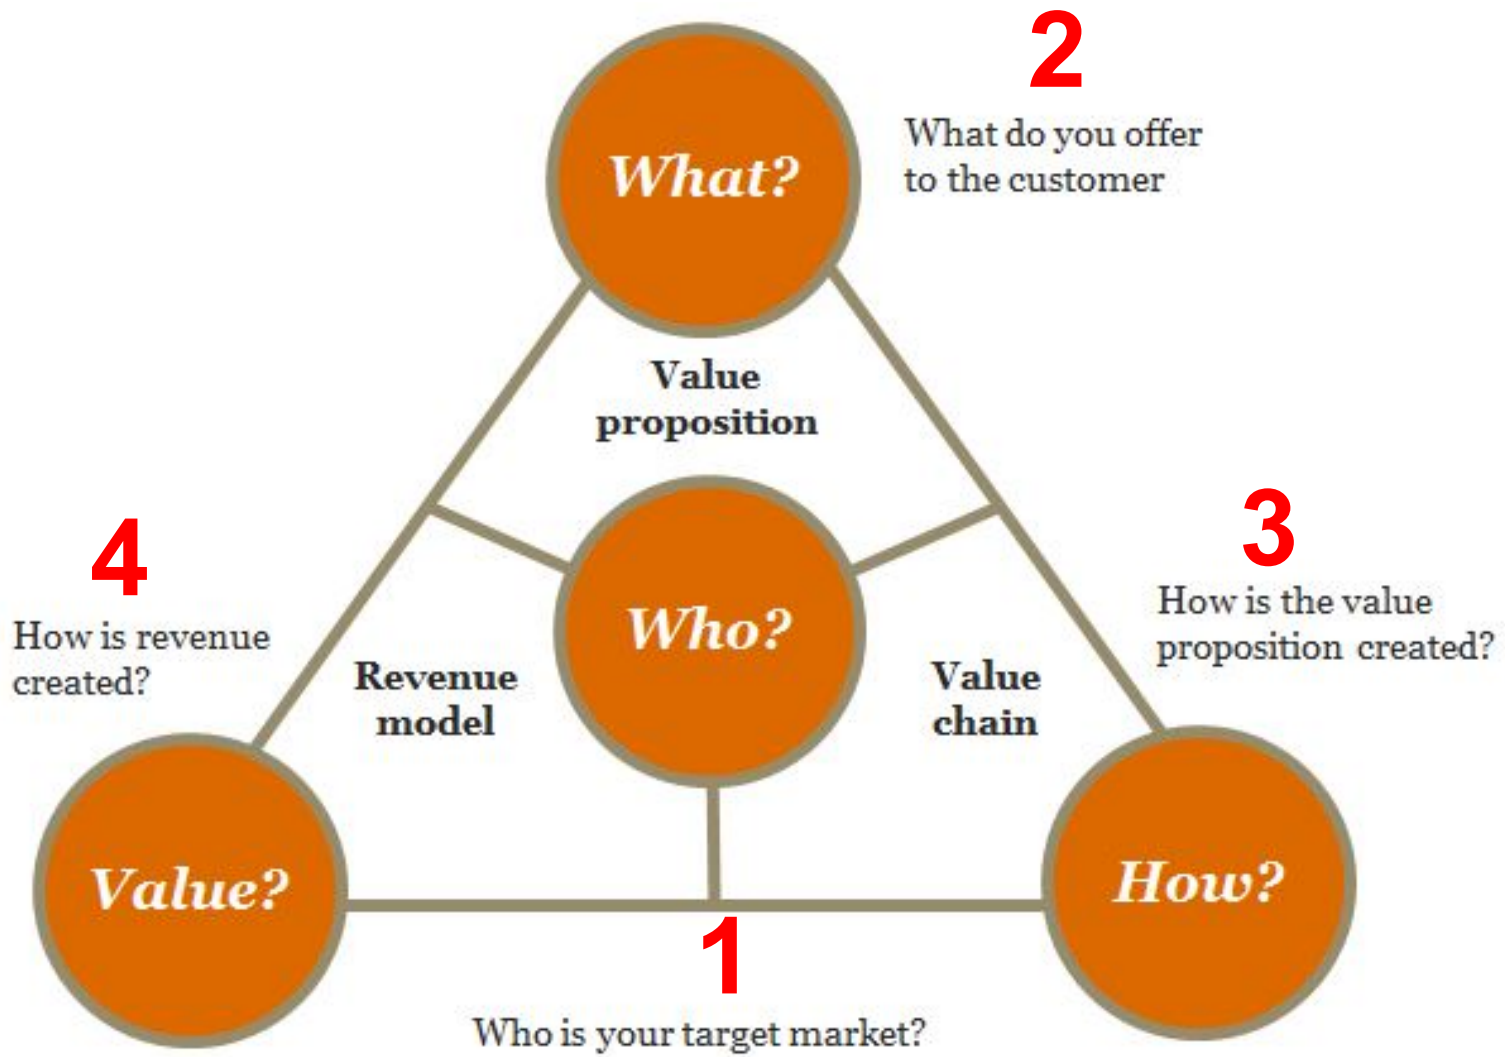 2
What do you offer
to the customer
What?
Value
proposition
4
How is revenue
created?
3
How is the value
proposition created?
Who?
Revenue
model
Value
chain
Value?
How?
1
Who is your target market?